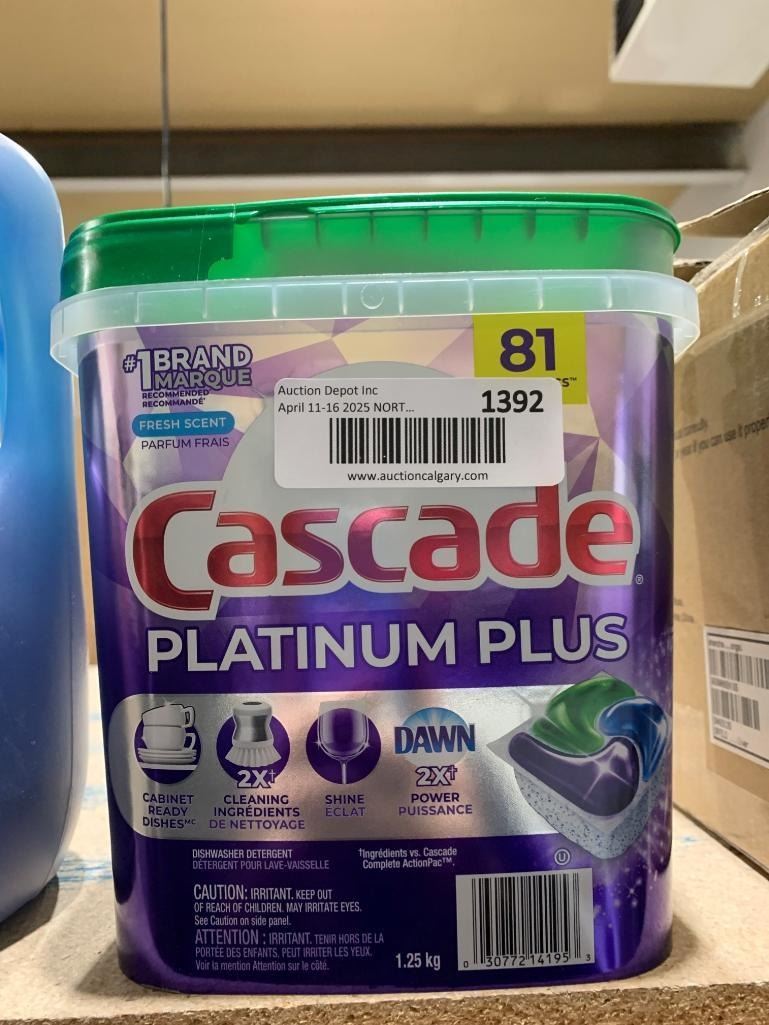 #1 BRAND
MARQUE
RECOMMENDED
RECOMMANDÉ*
FRESH SCENT
PARFUM FRAIS
81
Auction Depot Inc
April 11-16 2025 NORT...
1392
www.auctioncalgary.com
Cascade®
PLATINUM PLUS
CABINET
READY
DISHES MC
2X†
CLEANING
INGRÉDIENTS
DE NETTOYAGE
SHINE
ÉCLAT
DAWN
2X†
POWER
PUISSANCE
DISHWASHER DETERGENT
DÉTERGENT POUR LAVE-VAISSELLE
†Ingrédients vs. Cascade
Complete ActionPac™.
U
CAUTION: IRRITANT. KEEP OUT
OF REACH OF CHILDREN. MAY IRRITATE EYES.
See Caution on side panel.
ATTENTION : IRRITANT. TENIR HORS DE LA
PORTÉE DES ENFANTS. PEUT IRRITER LES YEUX.
Voir la mention Attention sur le côté.
1.25 kg
0 30772 14195 3